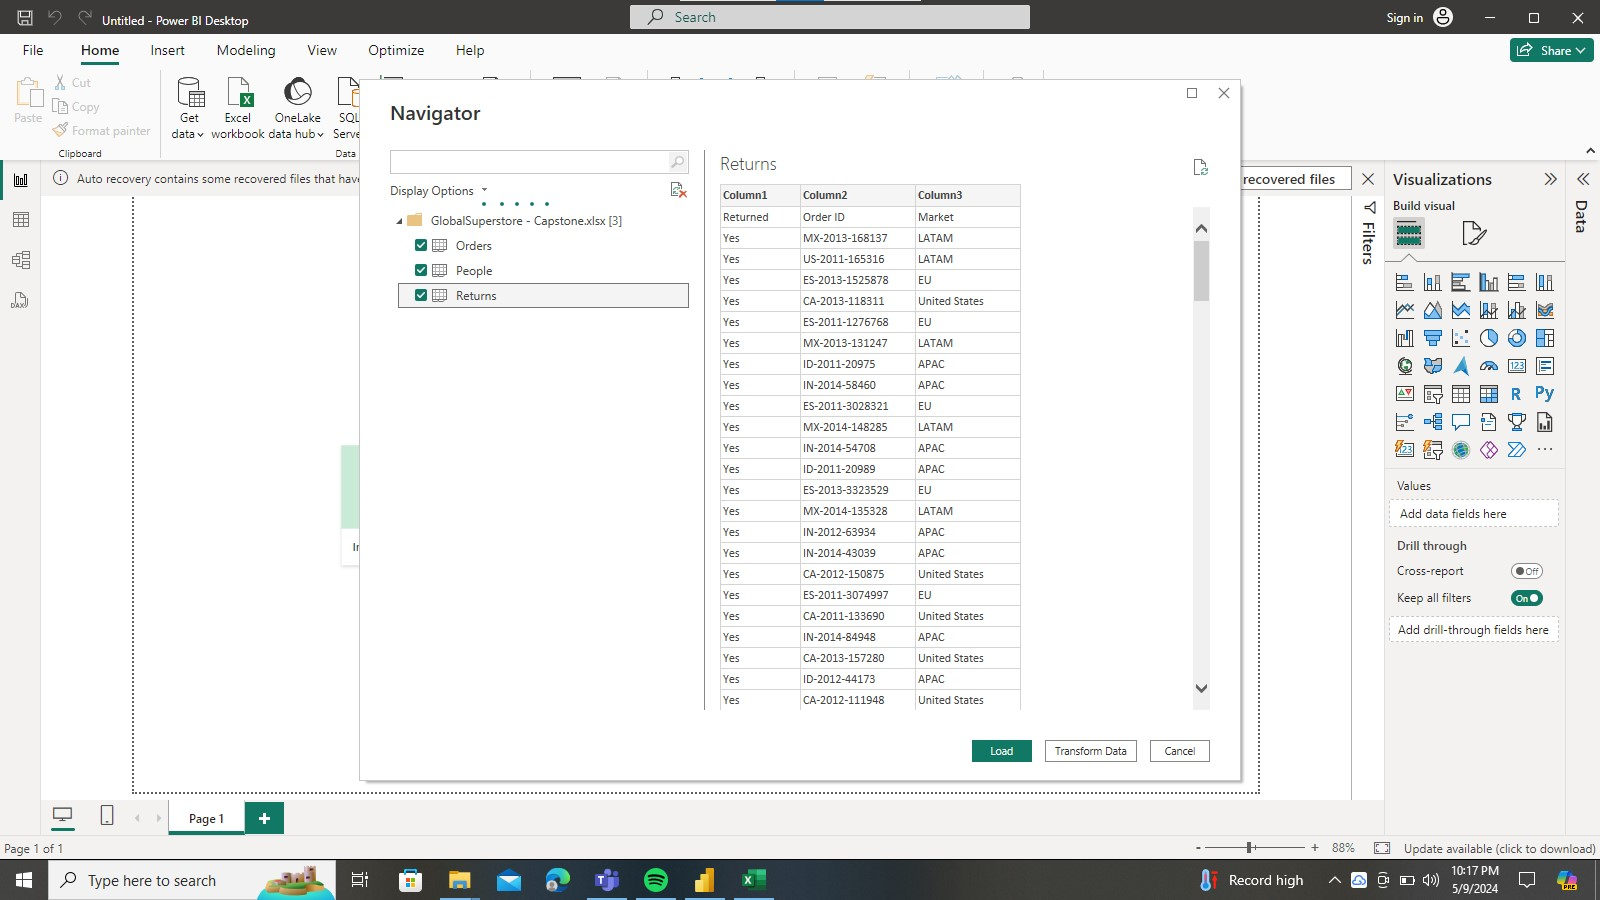 Untitled - Power BI Desktop
Search
Sign in
File Home Insert Modeling View Optimize Help
Share
Paste
Cut
Copy
Format painter
Clipboard
Get data
Excel workbook
OneLake data hub
SQL
Serve
Data
Auto recovery contains some recovered files that hav
recovered files
Navigator
Display Options
GlobalSuperstore - Capstone.xlsx [3]
Orders
People
Returns
Returns
Column1 Column2 Column3
Returned Order ID Market
Yes MX-2013-168137 LATAM
Yes US-2011-165316 LATAM
Yes ES-2013-1525878 EU
Yes CA-2013-118311 United States
Yes ES-2011-1276768 EU
Yes MX-2013-131247 LATAM
Yes ID-2011-20975 APAC
Yes IN-2014-58460 APAC
Yes ES-2011-3028321 EU
Yes MX-2014-148285 LATAM
Yes IN-2014-54708 APAC
Yes ID-2011-20989 APAC
Yes ES-2013-3323529 EU
Yes MX-2014-135328 LATAM
Yes IN-2012-63934 APAC
Yes IN-2014-43039 APAC
Yes CA-2012-150875 United States
Yes ES-2011-3074997 EU
Yes CA-2011-133690 United States
Yes IN-2014-84948 APAC
Yes CA-2013-157280 United States
Yes ID-2012-44173 APAC
Yes CA-2012-111948 United States
Load
Transform Data
Cancel
Filters
Visualizations
Build visual
123
R
Py
123
Values
Add data fields here
Drill through
Cross-report
Off
Keep all filters
On
Add drill-through fields here
Data
DAX
Page 1
Page 1 of 1
- + 88%
Update available (click to download)
Type here to search
Record high
10:17 PM
5/9/2024
PRE